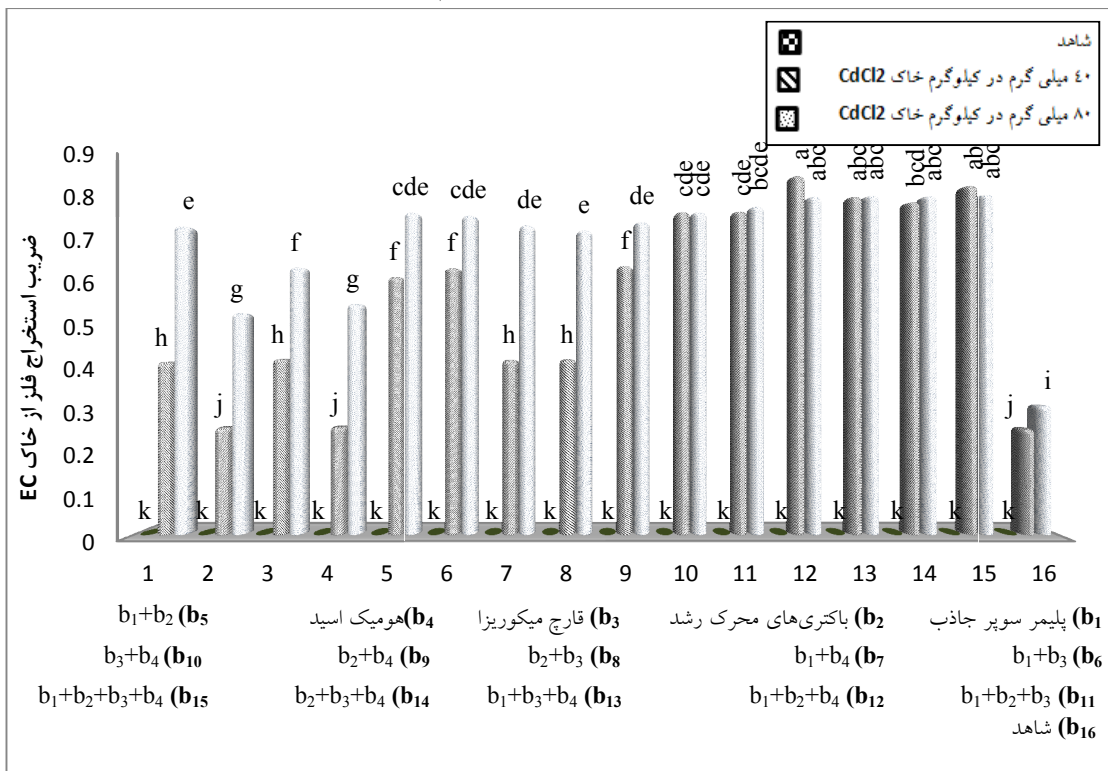 شاهد
٤٠ میلی گرم در کیلوگرم خاک CdCl2
٨٠ میلی گرم در کیلوگرم خاک CdCl2
ضریب استخراج فلز از خاک EC
0.9
0.8
0.7
0.6
0.5
0.4
0.3
0.2
0.1
0
k h e
k j g
k h f
k j g
k f cde
k f cde
k h de
k h e
k f de
k cde cde
k cde bcde
k a abc
k abc abc
k bcd abc
k ab abc
k j i
1 2 3 4 5 6 7 8 9 10 11 12 13 14 15 16
b₁) پلیمر سوپر جاذب b₂) باکتری‌های محرک رشد b₃) قارچ میکوریزا b₄)هومیک اسید b₅) b₁+b₂
b₆) b₁+b₃ b₇) b₁+b₄ b₈) b₂+b₃ b₉) b₂+b₄ b₁₀) b₃+b₄
b₁₁) b₁+b₂+b₃ b₁₂) b₁+b₂+b₄ b₁₃) b₁+b₃+b₄ b₁₄) b₂+b₃+b₄ b₁₅) b₁+b₂+b₃+b₄
b₁₆) شاهد